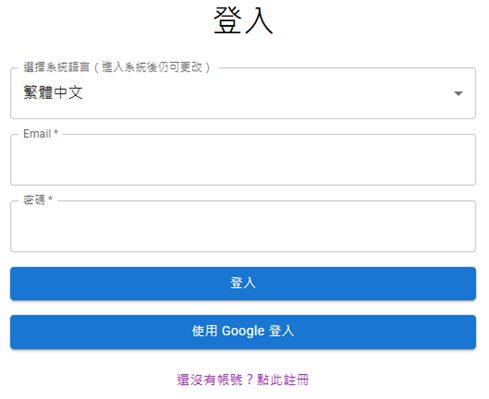 登入
選擇系統語言（進入系統後仍可更改）
繁體中文
Email *
密碼 *
登入
使用 Google 登入
還沒有帳號？點此註冊